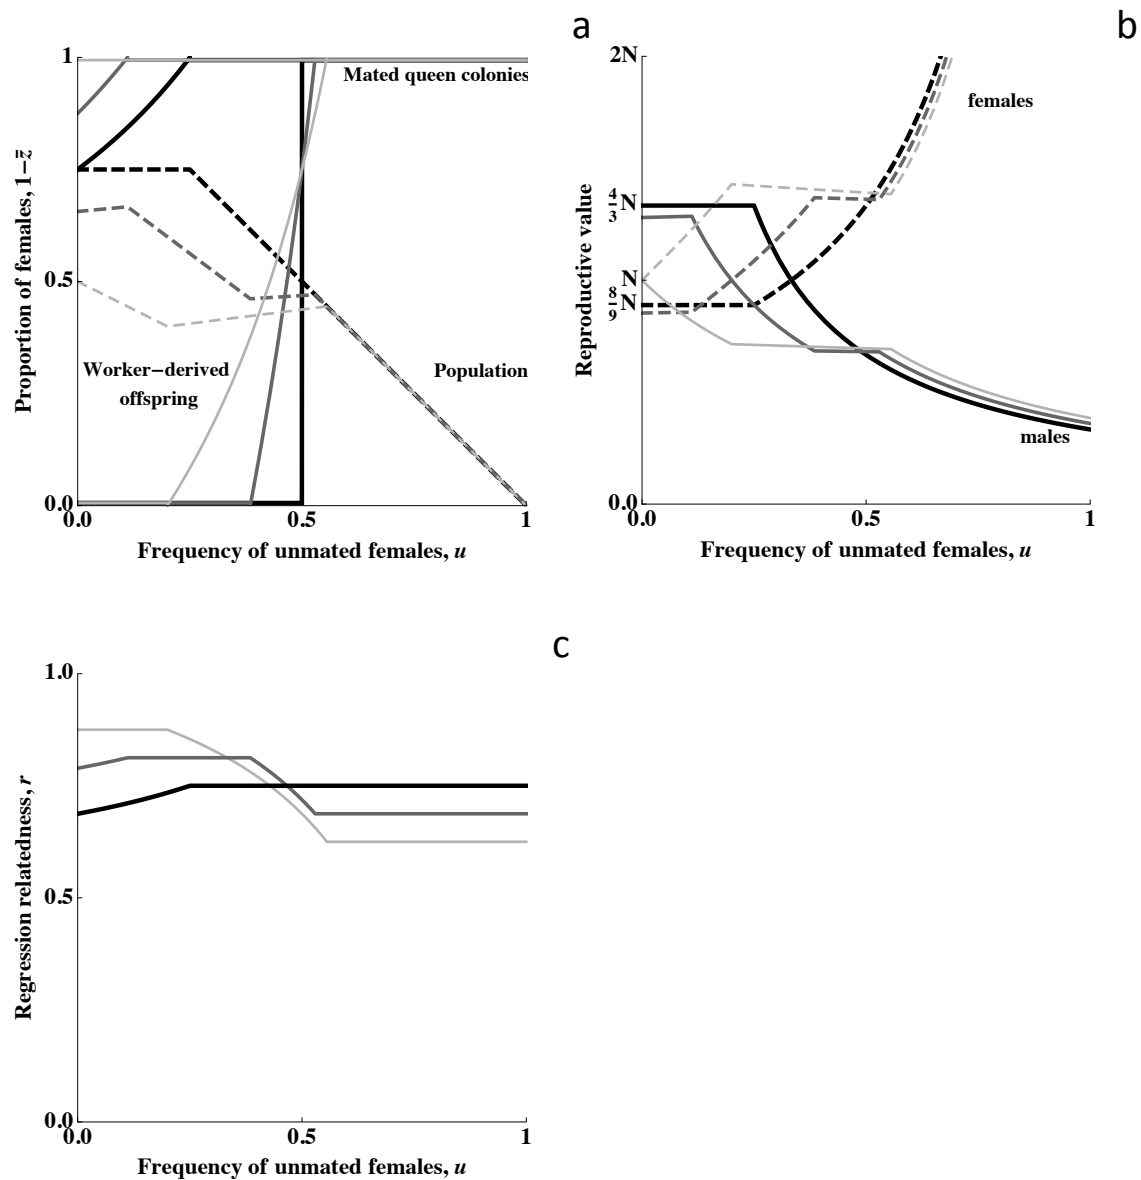 a
1
Mated queen colonies
Proportion of females, 1−z̄
0.5
Worker−derived
offspring
Population
0.0
0.0
0.5
1
Frequency of unmated females, u
b
2N
females
Reproductive value
4/3 N
N
8/9 N
males
0.0
0.0
0.5
1
Frequency of unmated females, u
c
1.0
Regression relatedness, r
0.5
0.0
0.0
0.5
1
Frequency of unmated females, u